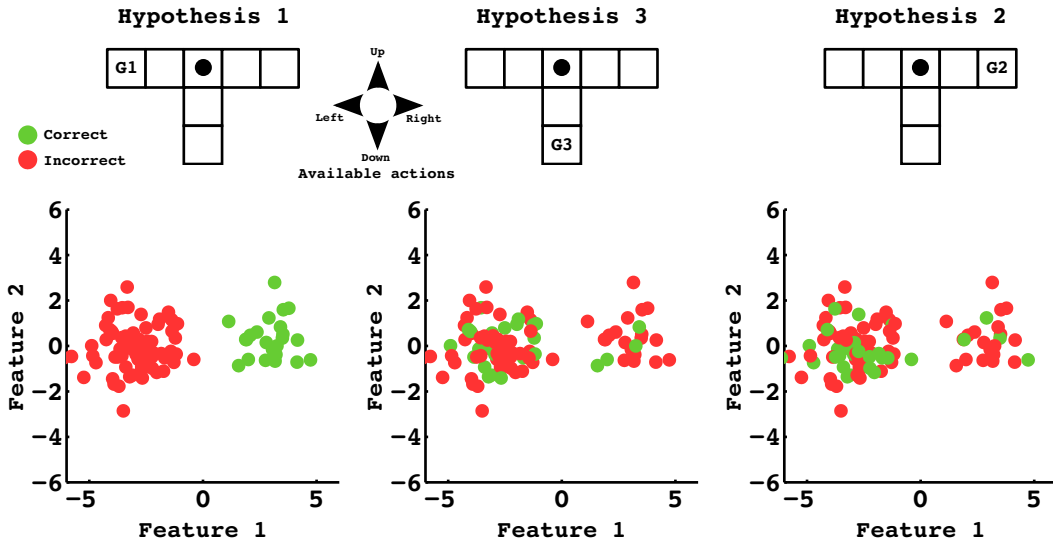 Hypothesis 1
Hypothesis 3
Hypothesis 2
G1
Up
Left
Right
Down
Available actions
G3
G2
Correct
Incorrect
6
4
2
0
−2
−4
−6
−5
0
5
Feature 2
Feature 1
6
4
2
0
−2
−4
−6
−5
0
5
Feature 2
Feature 1
6
4
2
0
−2
−4
−6
−5
0
5
Feature 2
Feature 1